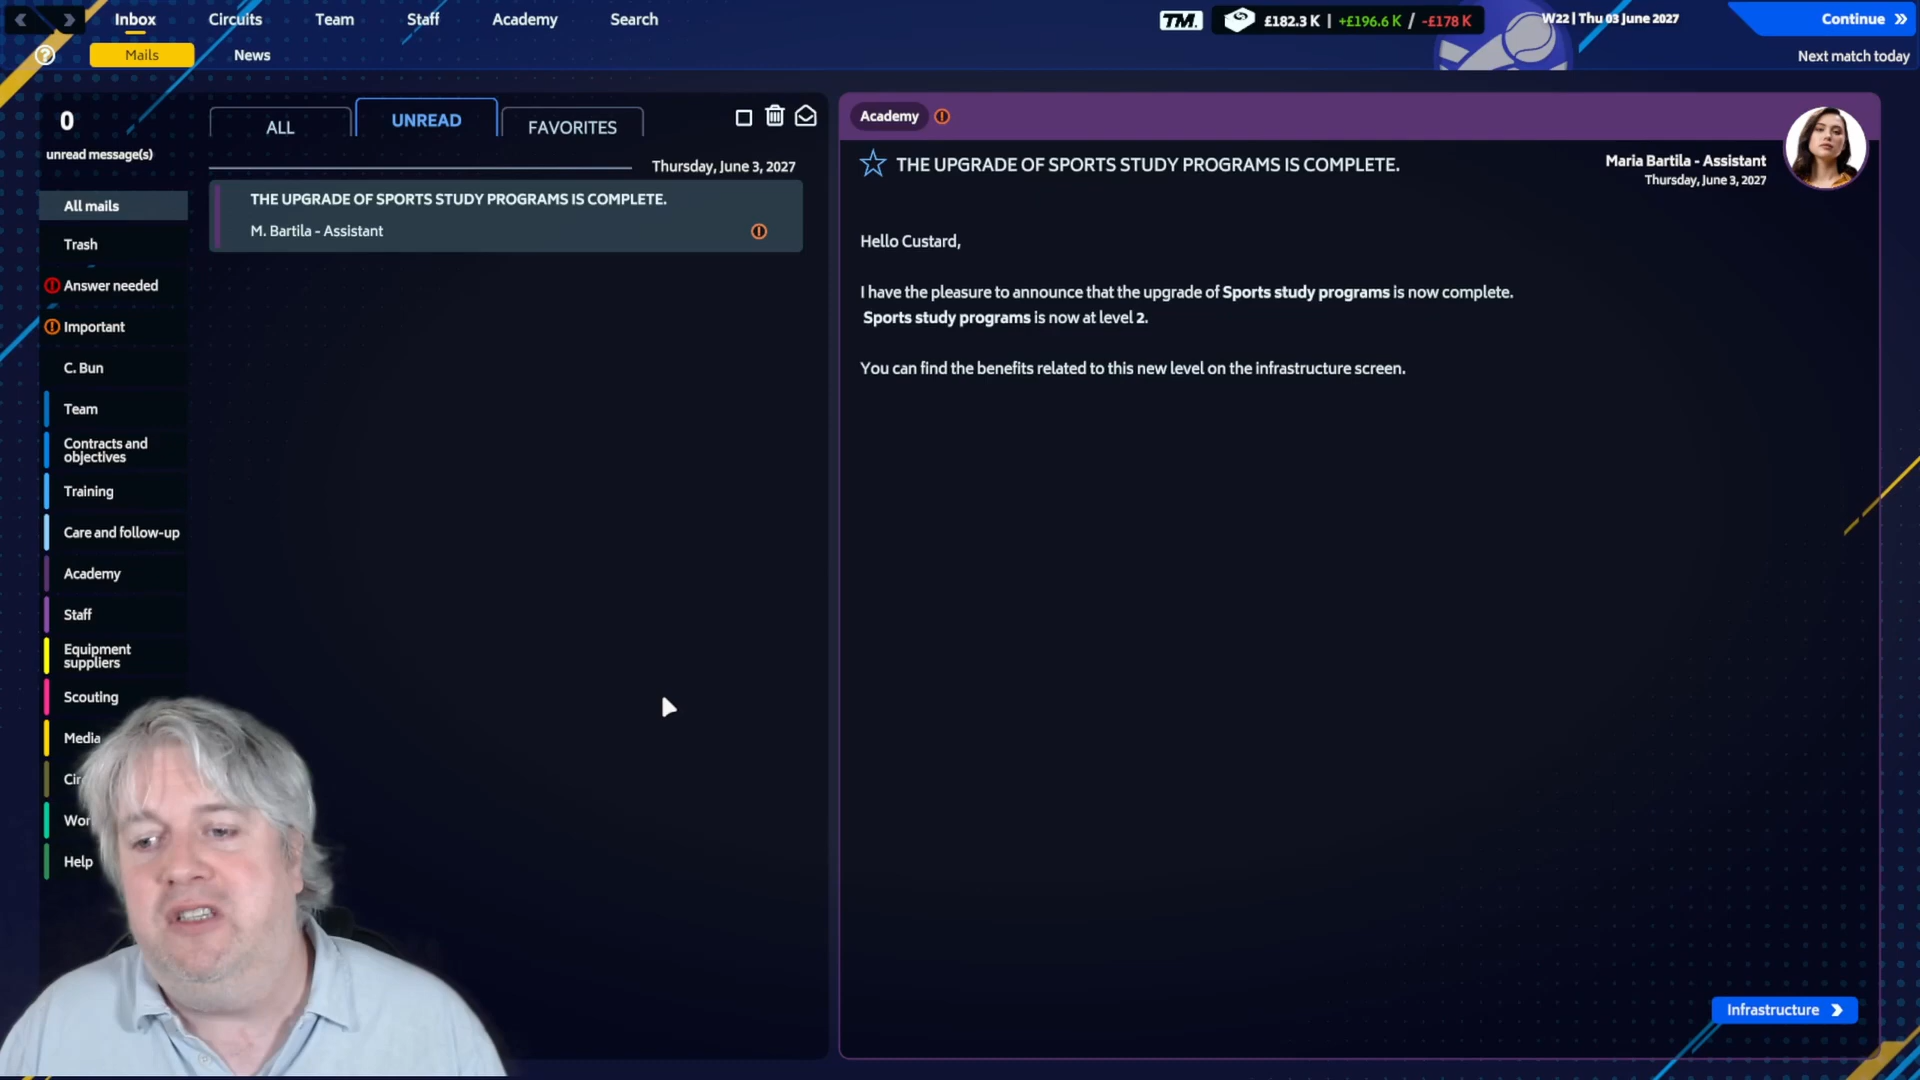 Inbox
Circuits
Team
Staff
Academy
Search
TM.
£182.3 K | +£196.6 K / -£178 K
W22 | Thu 03 June 2027
Continue
Mails
News
Next match today
0
unread message(s)
ALL
UNREAD
FAVORITES
Thursday, June 3, 2027
THE UPGRADE OF SPORTS STUDY PROGRAMS IS COMPLETE.
M. Bartila - Assistant
All mails
Trash
Answer needed
Important
C. Bun
Team
Contracts and
objectives
Training
Care and follow-up
Academy
Staff
Equipment
suppliers
Scouting
Media
Help
Academy
THE UPGRADE OF SPORTS STUDY PROGRAMS IS COMPLETE.
Maria Bartila - Assistant
Thursday, June 3, 2027
Hello Custard,
I have the pleasure to announce that the upgrade of Sports study programs is now complete.
Sports study programs is now at level 2.
You can find the benefits related to this new level on the infrastructure screen.
Infrastructure